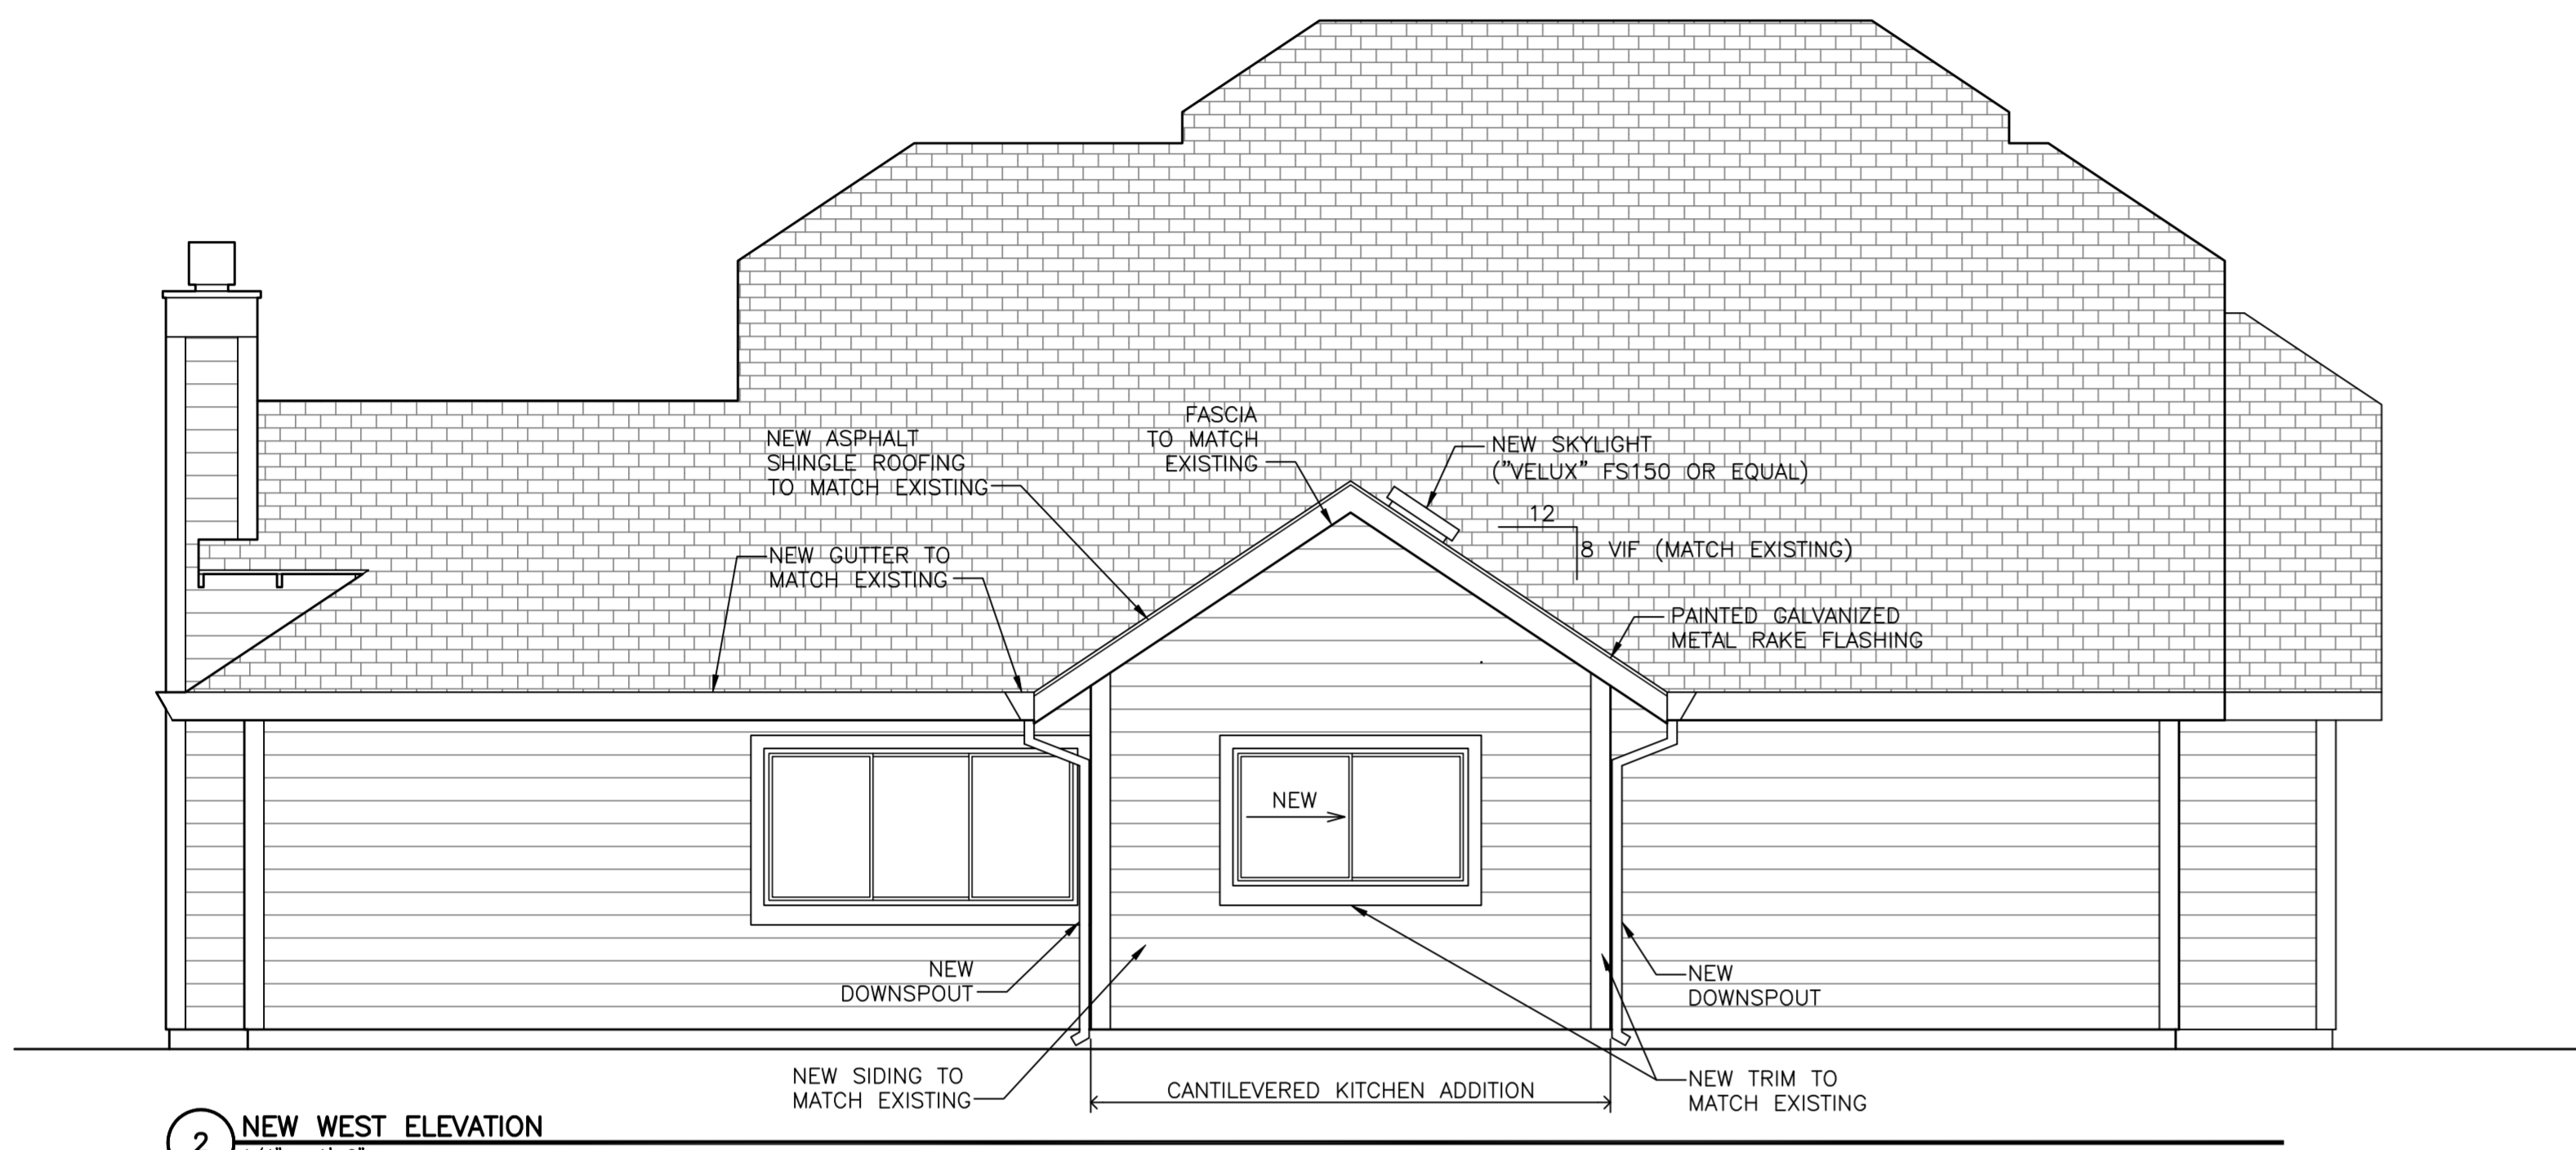 FASCIA
TO MATCH
EXISTING
NEW ASPHALT
SHINGLE ROOFING
TO MATCH EXISTING
NEW SKYLIGHT
("VELUX" FS150 OR EQUAL)
12
8 VIF (MATCH EXISTING)
NEW GUTTER TO
MATCH EXISTING
PAINTED GALVANIZED
METAL RAKE FLASHING
NEW
NEW
DOWNSPOUT
NEW
DOWNSPOUT
NEW SIDING TO
MATCH EXISTING
CANTILEVERED KITCHEN ADDITION
NEW TRIM TO
MATCH EXISTING
2
NEW WEST ELEVATION